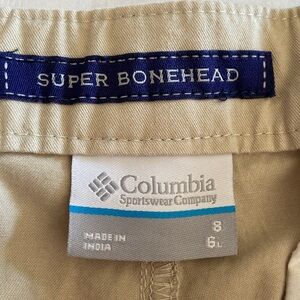 SUPER BONEHEAD
Columbia
Sportswear Company
MADE IN
INDIA
8
6L